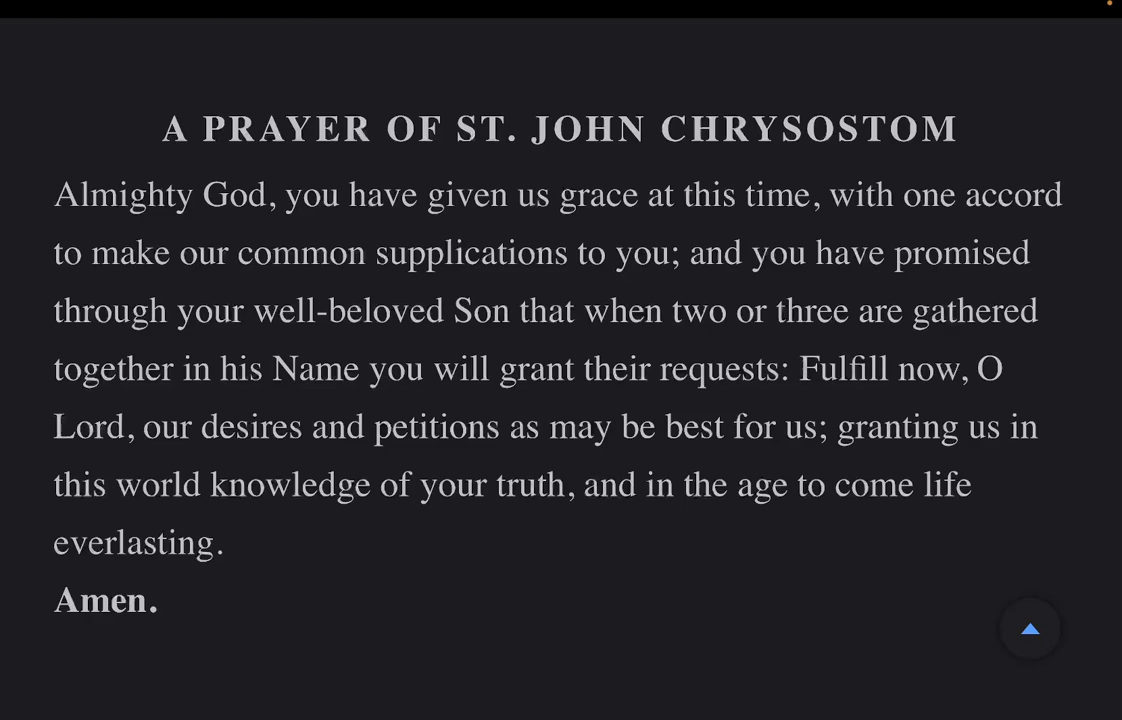 A PRAYER OF ST. JOHN CHRYSOSTOM
Almighty God, you have given us grace at this time, with one accord
to make our common supplications to you; and you have promised
through your well-beloved Son that when two or three are gathered
together in his Name you will grant their requests: Fulfill now, O
Lord, our desires and petitions as may be best for us; granting us in
this world knowledge of your truth, and in the age to come life
everlasting.
Amen.